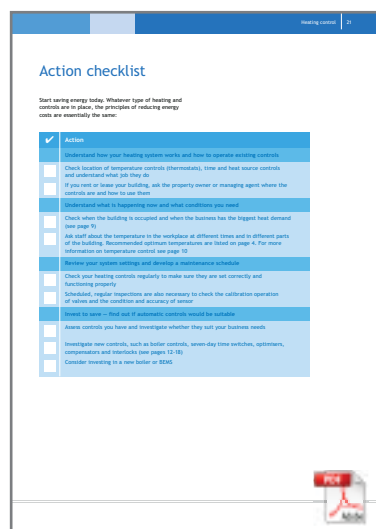 Heating control 21
Action checklist
Start saving energy today. Whatever type of heating and
controls are in place, the principles of reducing energy
costs are essentially the same:
✔ Action
Understand how your heating system works and how to operate existing controls
Check location of temperature controls (thermostats), time and heat source controls
and understand what job they do
If you rent or lease your building, ask the property owner or managing agent where the
controls are and how to use them
Understand what is happening now and what conditions you need
Check when the building is occupied and when the business has the biggest heat demand
(see page 9)
Ask staff about the temperature in the workplace at different times and in different parts
of the building. Recommended optimum temperatures are listed on page 4. For more
information on temperature control see page 10
Review your system settings and develop a maintenance schedule
Check your heating controls regularly to make sure they are set correctly and
functioning properly
Scheduled, regular inspections are also necessary to check the calibration operation
of valves and the condition and accuracy of sensor
Invest to save — find out if automatic controls would be suitable
Assess controls you have and investigate whether they suit your business needs
Investigate new controls, such as boiler controls, seven-day time switches, optimisers,
compensators and interlocks (see pages 12-18)
Consider investing in a new boiler or BEMS
PDF
Adobe